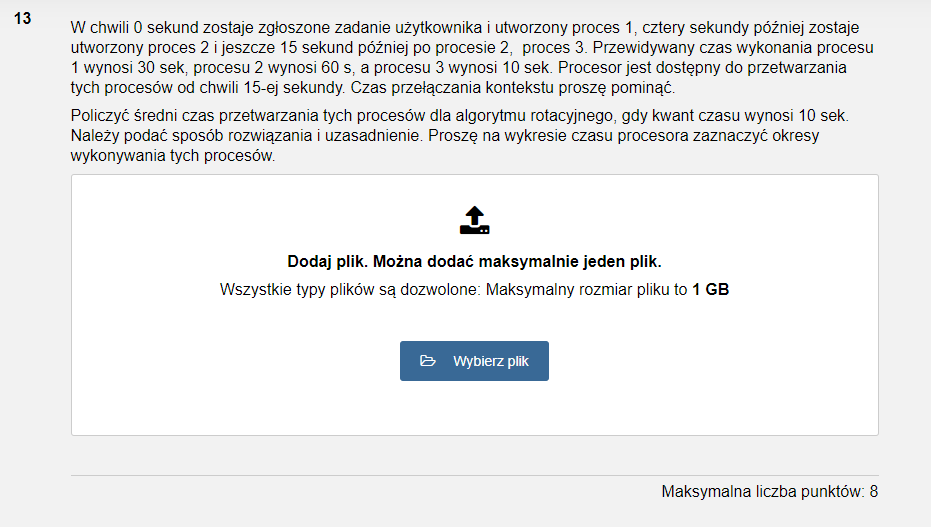 13
W chwili 0 sekund zostaje zgłoszone zadanie użytkownika i utworzony proces 1, cztery sekundy później zostaje
utworzony proces 2 i jeszcze 15 sekund później po procesie 2,  proces 3. Przewidywany czas wykonania procesu
1 wynosi 30 sek, procesu 2 wynosi 60 s, a procesu 3 wynosi 10 sek. Procesor jest dostępny do przetwarzania
tych procesów od chwili 15-ej sekundy. Czas przełączania kontekstu proszę pominąć.
Policzyć średni czas przetwarzania tych procesów dla algorytmu rotacyjnego, gdy kwant czasu wynosi 10 sek.
Należy podać sposób rozwiązania i uzasadnienie. Proszę na wykresie czasu procesora zaznaczyć okresy
wykonywania tych procesów.
Dodaj plik. Można dodać maksymalnie jeden plik.
Wszystkie typy plików są dozwolone: Maksymalny rozmiar pliku to 1 GB
Wybierz plik
Maksymalna liczba punktów: 8